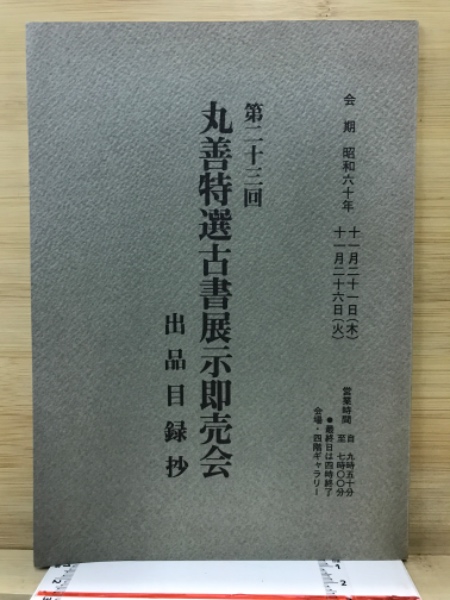 会期 昭和六十年 十一月二十一日(木)
十一月二十六日(火)
営業時間 自 九時五十分
至 七時〇〇分
●最終日は四時終了
会場・四階ギャラリー
第二十三回
丸善特選古書展示即売会
出品目録抄
1
2